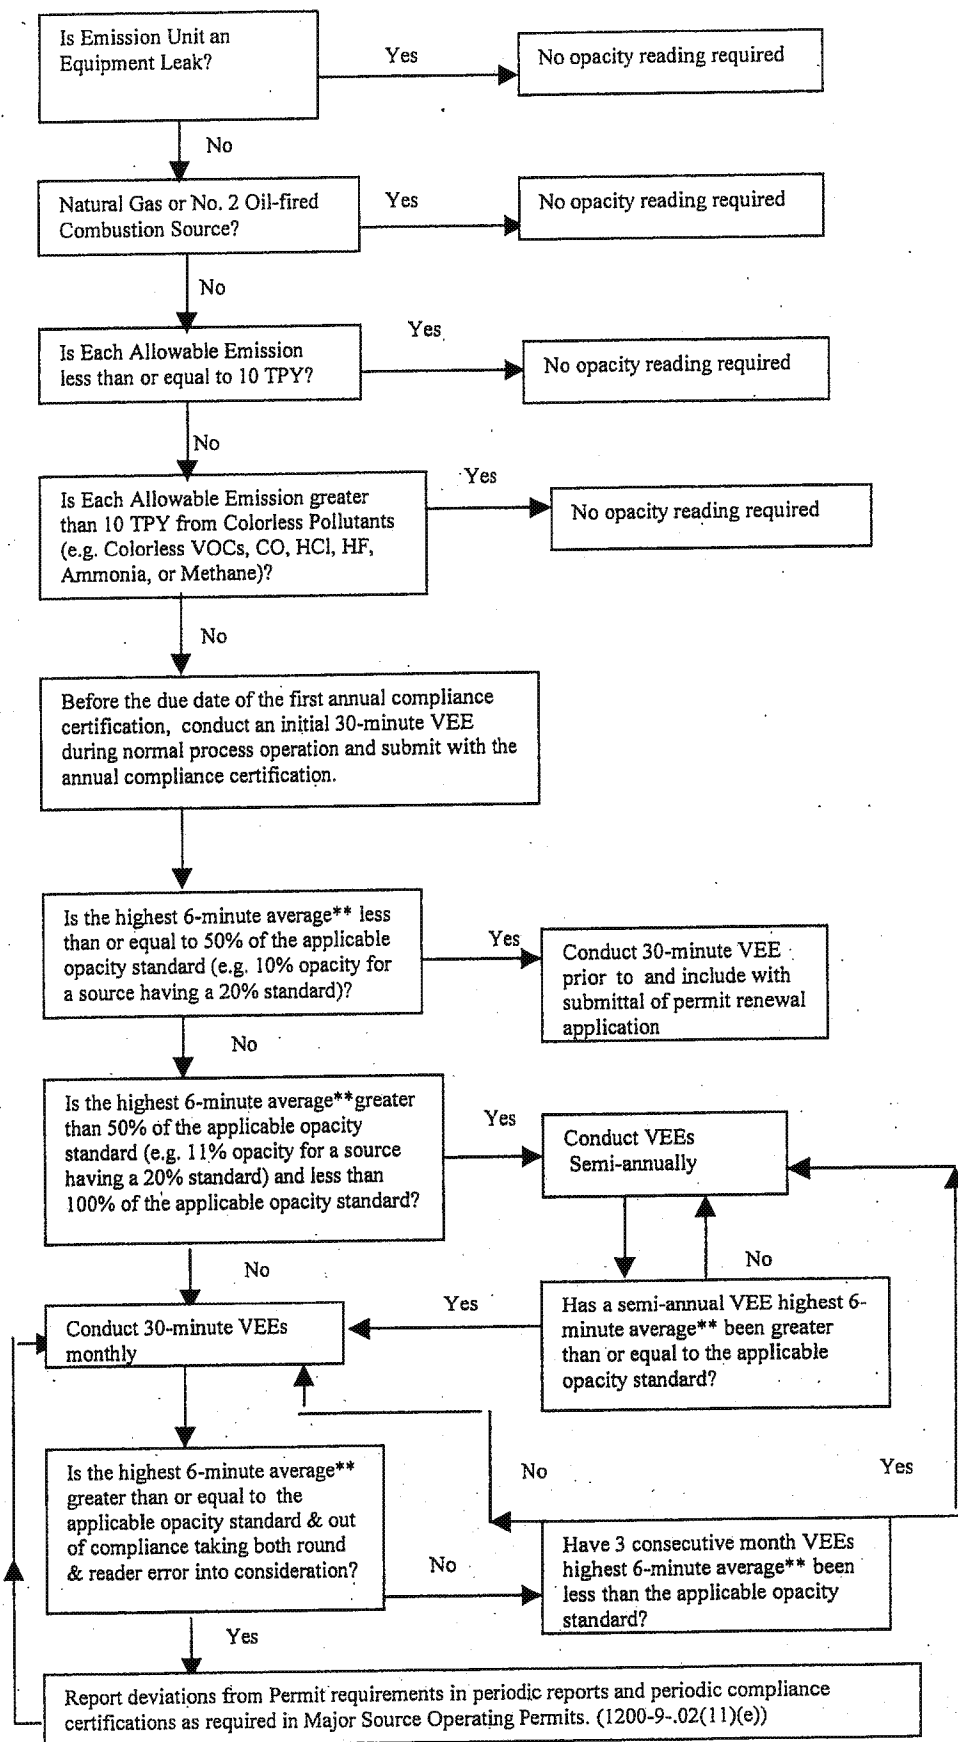 Is Emission Unit an
Equipment Leak?
Yes
No opacity reading required
No
Natural Gas or No. 2 Oil-fired
Combustion Source?
Yes
No opacity reading required
No
Is Each Allowable Emission
less than or equal to 10 TPY?
Yes
No opacity reading required
No
Is Each Allowable Emission greater
than 10 TPY from Colorless Pollutants
(e.g. Colorless VOCs, CO, HCl, HF,
Ammonia, or Methane)?
Yes
No opacity reading required
No
Before the due date of the first annual compliance
certification, conduct an initial 30-minute VEE
during normal process operation and submit with the
annual compliance certification.
Is the highest 6-minute average** less
than or equal to 50% of the applicable
opacity standard (e.g. 10% opacity for
a source having a 20% standard)?
Yes
Conduct 30-minute VEE
prior to and include with
submittal of permit renewal
application
No
Is the highest 6-minute average**greater
than 50% of the applicable opacity
standard (e.g. 11% opacity for a source
having a 20% standard) and less than
100% of the applicable opacity standard?
Yes
Conduct VEEs
Semi-annually
No
No
Has a semi-annual VEE highest 6-
minute average** been greater
than or equal to the applicable
opacity standard?
Yes
Conduct 30-minute VEEs
monthly
Is the highest 6-minute average**
greater than or equal to the
applicable opacity standard & out
of compliance taking both round
& reader error into consideration?
No
No
Yes
Have 3 consecutive month VEEs
highest 6-minute average** been
less than the applicable opacity
standard?
Yes
Report deviations from Permit requirements in periodic reports and periodic compliance
certifications as required in Major Source Operating Permits. (1200-9-.02(11)(e))